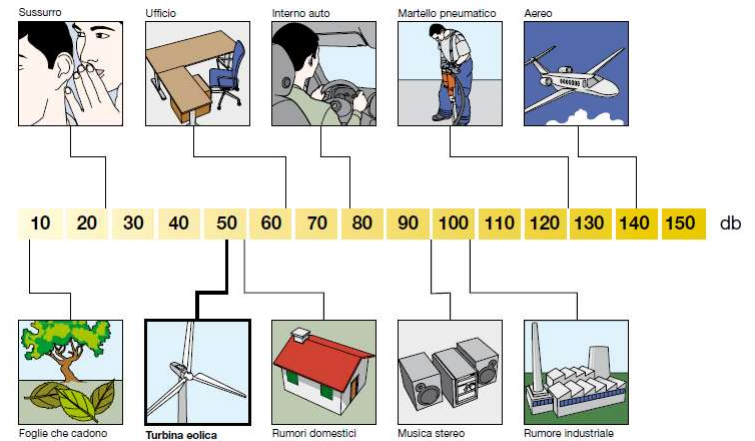 Sussurro
Ufficio
Interno auto
Martello pneumatico
Aereo
10 20 30 40 50 60 70 80 90 100 110 120 130 140 150 db
Foglie che cadono
Turbina eolica
Rumori domestici
Musica stereo
Rumore industriale